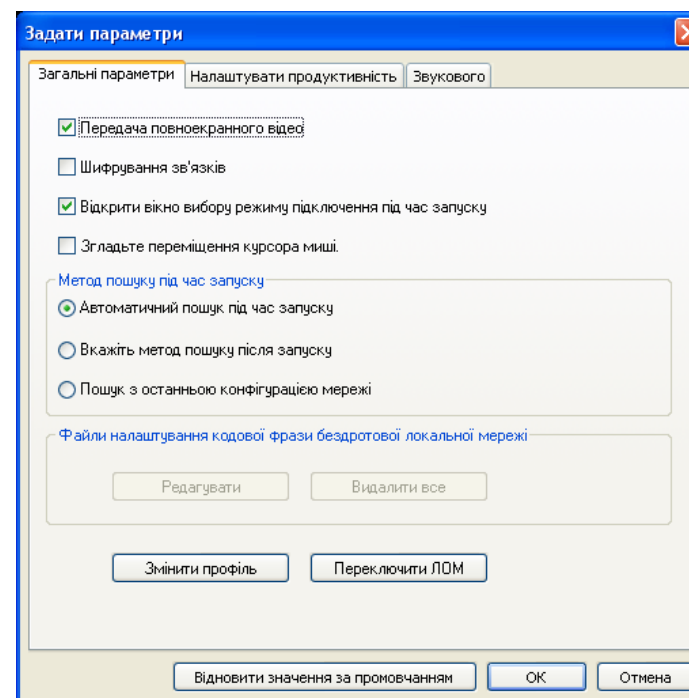 Задати параметри
Загальні параметри Налаштувати продуктивність Звукового
Передача повноекранного відео
Шифрування зв'язків
Відкрити вікно вибору режиму підключення під час запуску
Згладьте переміщення курсора миші.
Метод пошуку під час запуску
Автоматичний пошук під час запуску
Вкажіть метод пошуку після запуску
Пошук з останньою конфігурацією мережі
Файли налаштування кодової фрази бездротової локальної мережі
Редагувати Видалити все
Змінити профіль Переключити ЛОМ
Відновити значення за промовчанням ОК Отмена